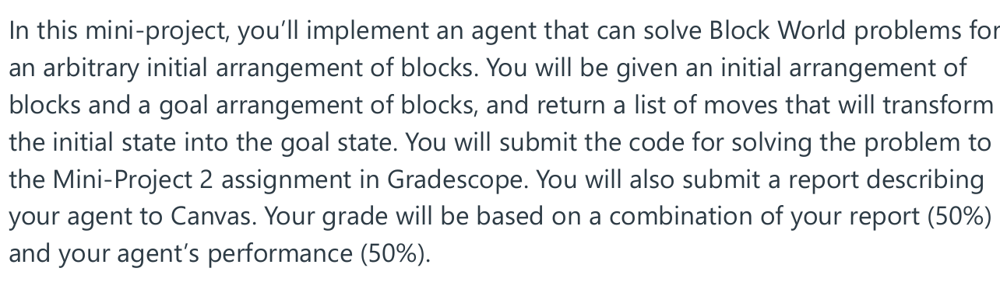 In this mini-project, you’ll implement an agent that can solve Block World problems for
an arbitrary initial arrangement of blocks. You will be given an initial arrangement of
blocks and a goal arrangement of blocks, and return a list of moves that will transform
the initial state into the goal state. You will submit the code for solving the problem to
the Mini-Project 2 assignment in Gradescope. You will also submit a report describing
your agent to Canvas. Your grade will be based on a combination of your report (50%)
and your agent’s performance (50%).